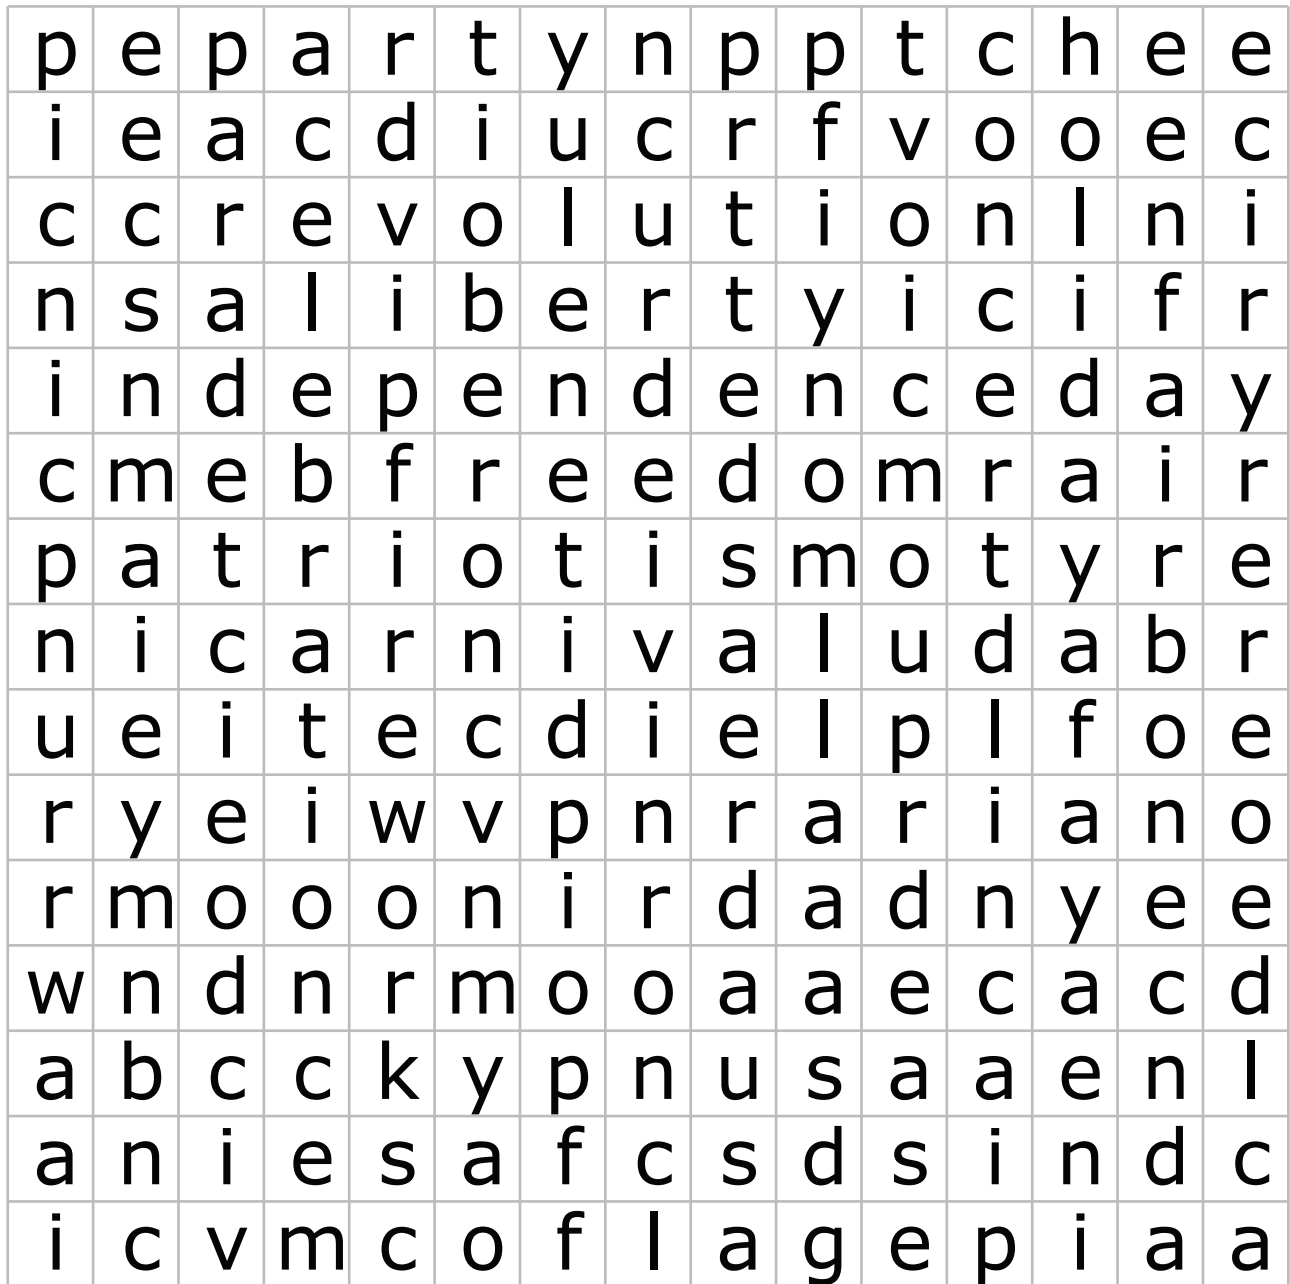 p e p a r t y n p p t c h e e
i e a c d i u c r f v o o e c
c c r e v o l u t i o n l n i
n s a l i b e r t y i c i f r
i n d e p e n d e n c e d a y
c m e b f r e e d o m r a i r
p a t r i o t i s m o t y r e
n i c a r n i v a l u d a b r
u e i t e c d i e l p l f o e
r y e i w v p n r a r i a n o
r m o o o n i r d a d n y e e
w n d n r m o o a a e c a c d
a b c c k y p n u s a a e n l
a n i e s a f c s d s i n d c
i c v m c o f l a g e p i a a